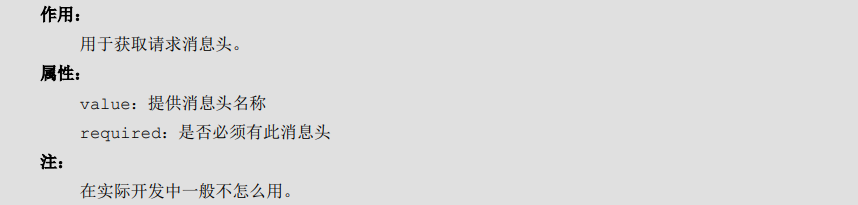 作用：
用于获取请求消息头。
属性：
value：提供消息头名称
required：是否必须有此消息头
注：
在实际开发中一般不怎么用。